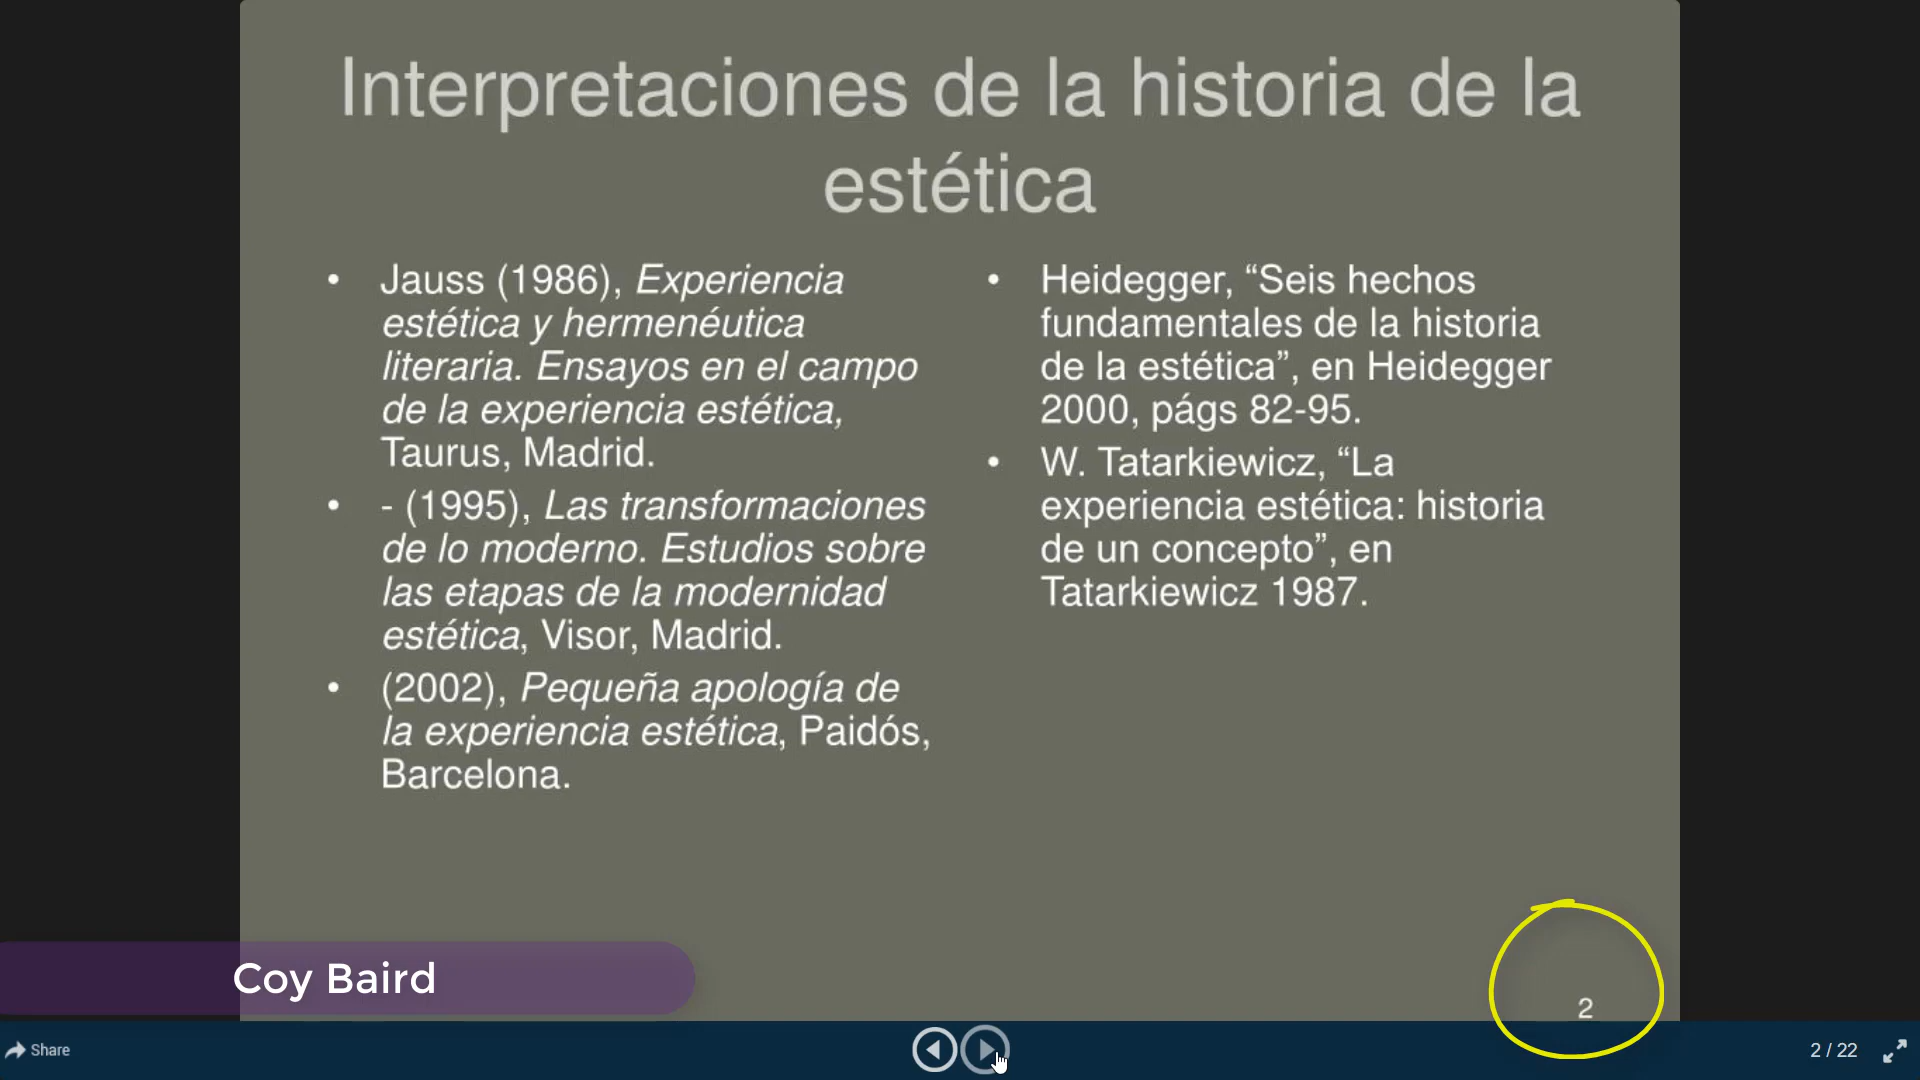 Interpretaciones de la historia de la
estética
• Jauss (1986), Experiencia
estética y hermenéutica
literaria. Ensayos en el campo
de la experiencia estética,
Taurus, Madrid.
• - (1995), Las transformaciones
de lo moderno. Estudios sobre
las etapas de la modernidad
estética, Visor, Madrid.
• (2002), Pequeña apología de
la experiencia estética, Paidós,
Barcelona.
• Heidegger, “Seis hechos
fundamentales de la historia
de la estética”, en Heidegger
2000, págs 82-95.
• W. Tatarkiewicz, “La
experiencia estética: historia
de un concepto”, en
Tatarkiewicz 1987.
Coy Baird
2
Share
2 / 22